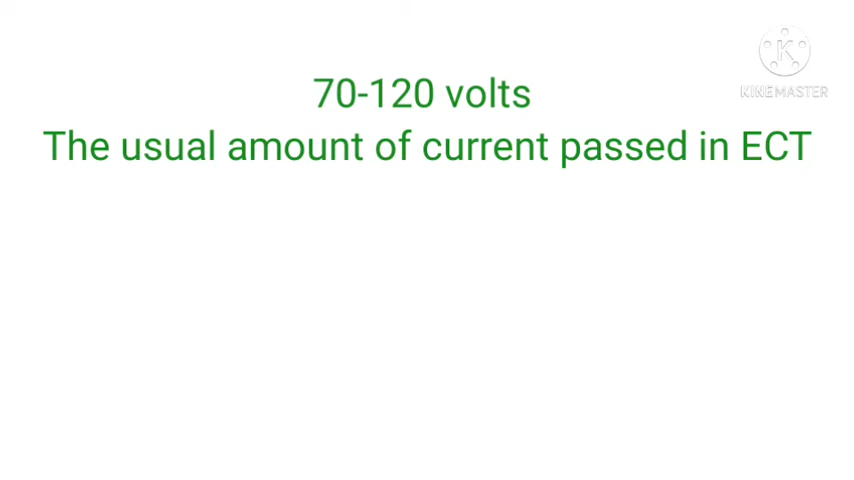 70-120 volts
The usual amount of current passed in ECT
K
KINEMASTER